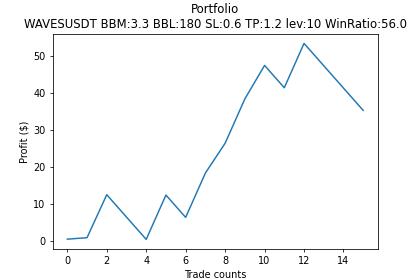 Portfolio
WAVESUSDT BBM:3.3 BBL:180 SL:0.6 TP:1.2 lev:10 WinRatio:56.0
50
40
30
20
10
0
Profit ($)
0 2 4 6 8 10 12 14
Trade counts